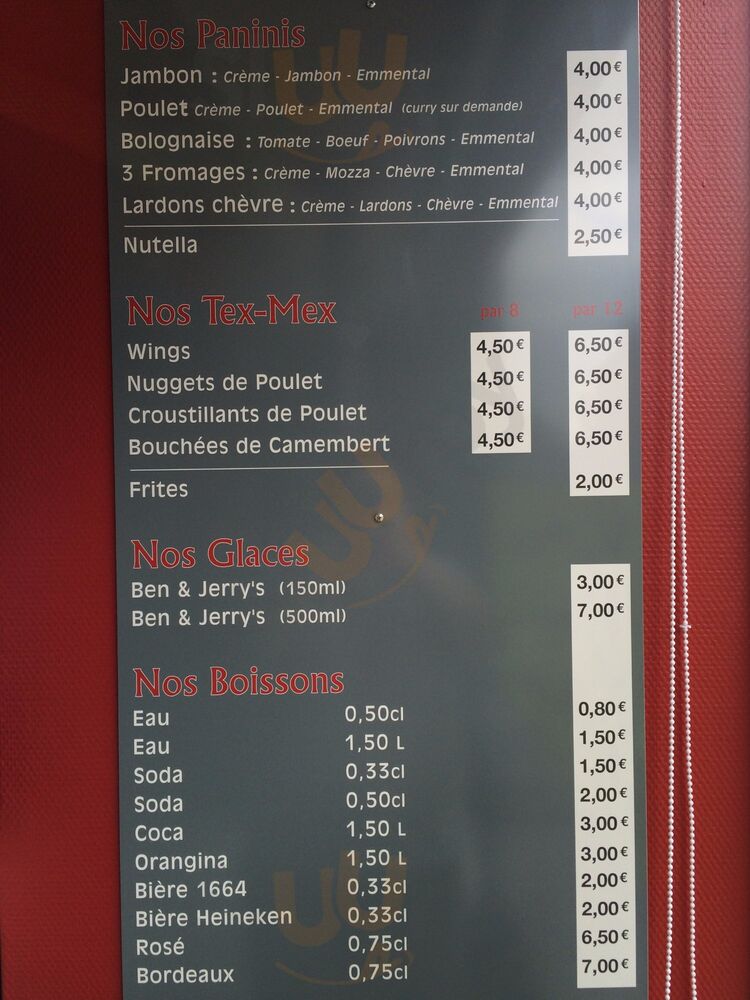 Nos Paninis
Jambon : Crème - Jambon - Emmental 4,00€
Poulet Crème - Poulet - Emmental (curry sur demande) 4,00€
Bolognaise : Tomate - Boeuf - Poivrons - Emmental 4,00€
3 Fromages : Crème - Mozza - Chèvre - Emmental 4,00€
Lardons chèvre : Crème - Lardons - Chèvre - Emmental 4,00€
Nutella 2,50€
Nos Tex-Mex par 8 par 12
Wings 4,50€ 6,50€
Nuggets de Poulet 4,50€ 6,50€
Croustillants de Poulet 4,50€ 6,50€
Bouchées de Camembert 4,50€ 6,50€
Frites 2,00€
Nos Glaces
Ben & Jerry's (150ml) 3,00€
Ben & Jerry's (500ml) 7,00€
Nos Boissons
Eau 0,50cl 0,80€
Eau 1,50 L 1,50€
Soda 0,33cl 1,50€
Soda 0,50cl 2,00€
Coca 1,50 L 3,00€
Orangina 1,50 L 3,00€
Bière 1664 0,33cl 2,00€
Bière Heineken 0,33cl 2,00€
Rosé 0,75cl 6,50€
Bordeaux 0,75cl 7,00€